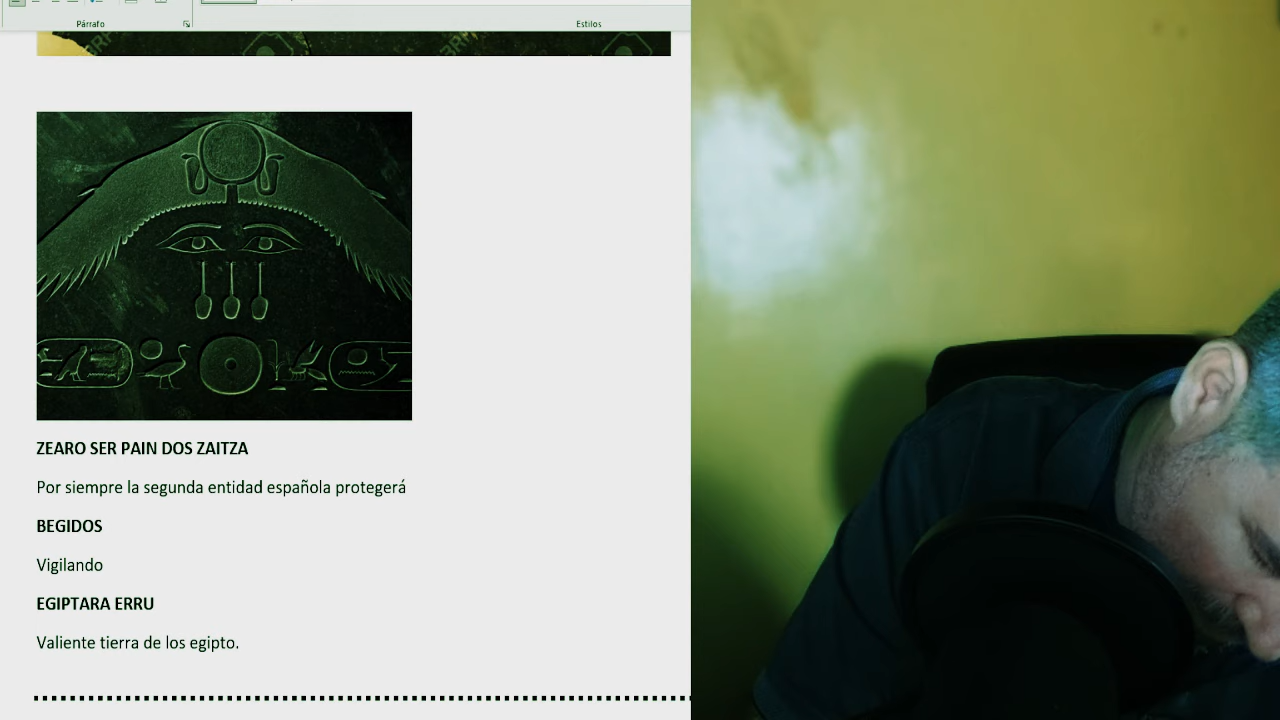 Párrafo
Estilos
ZEARO SER PAIN DOS ZAITZA
Por siempre la segunda entidad española protegerá
BEGIDOS
Vigilando
EGIPTARA ERRU
Valiente tierra de los egipto.